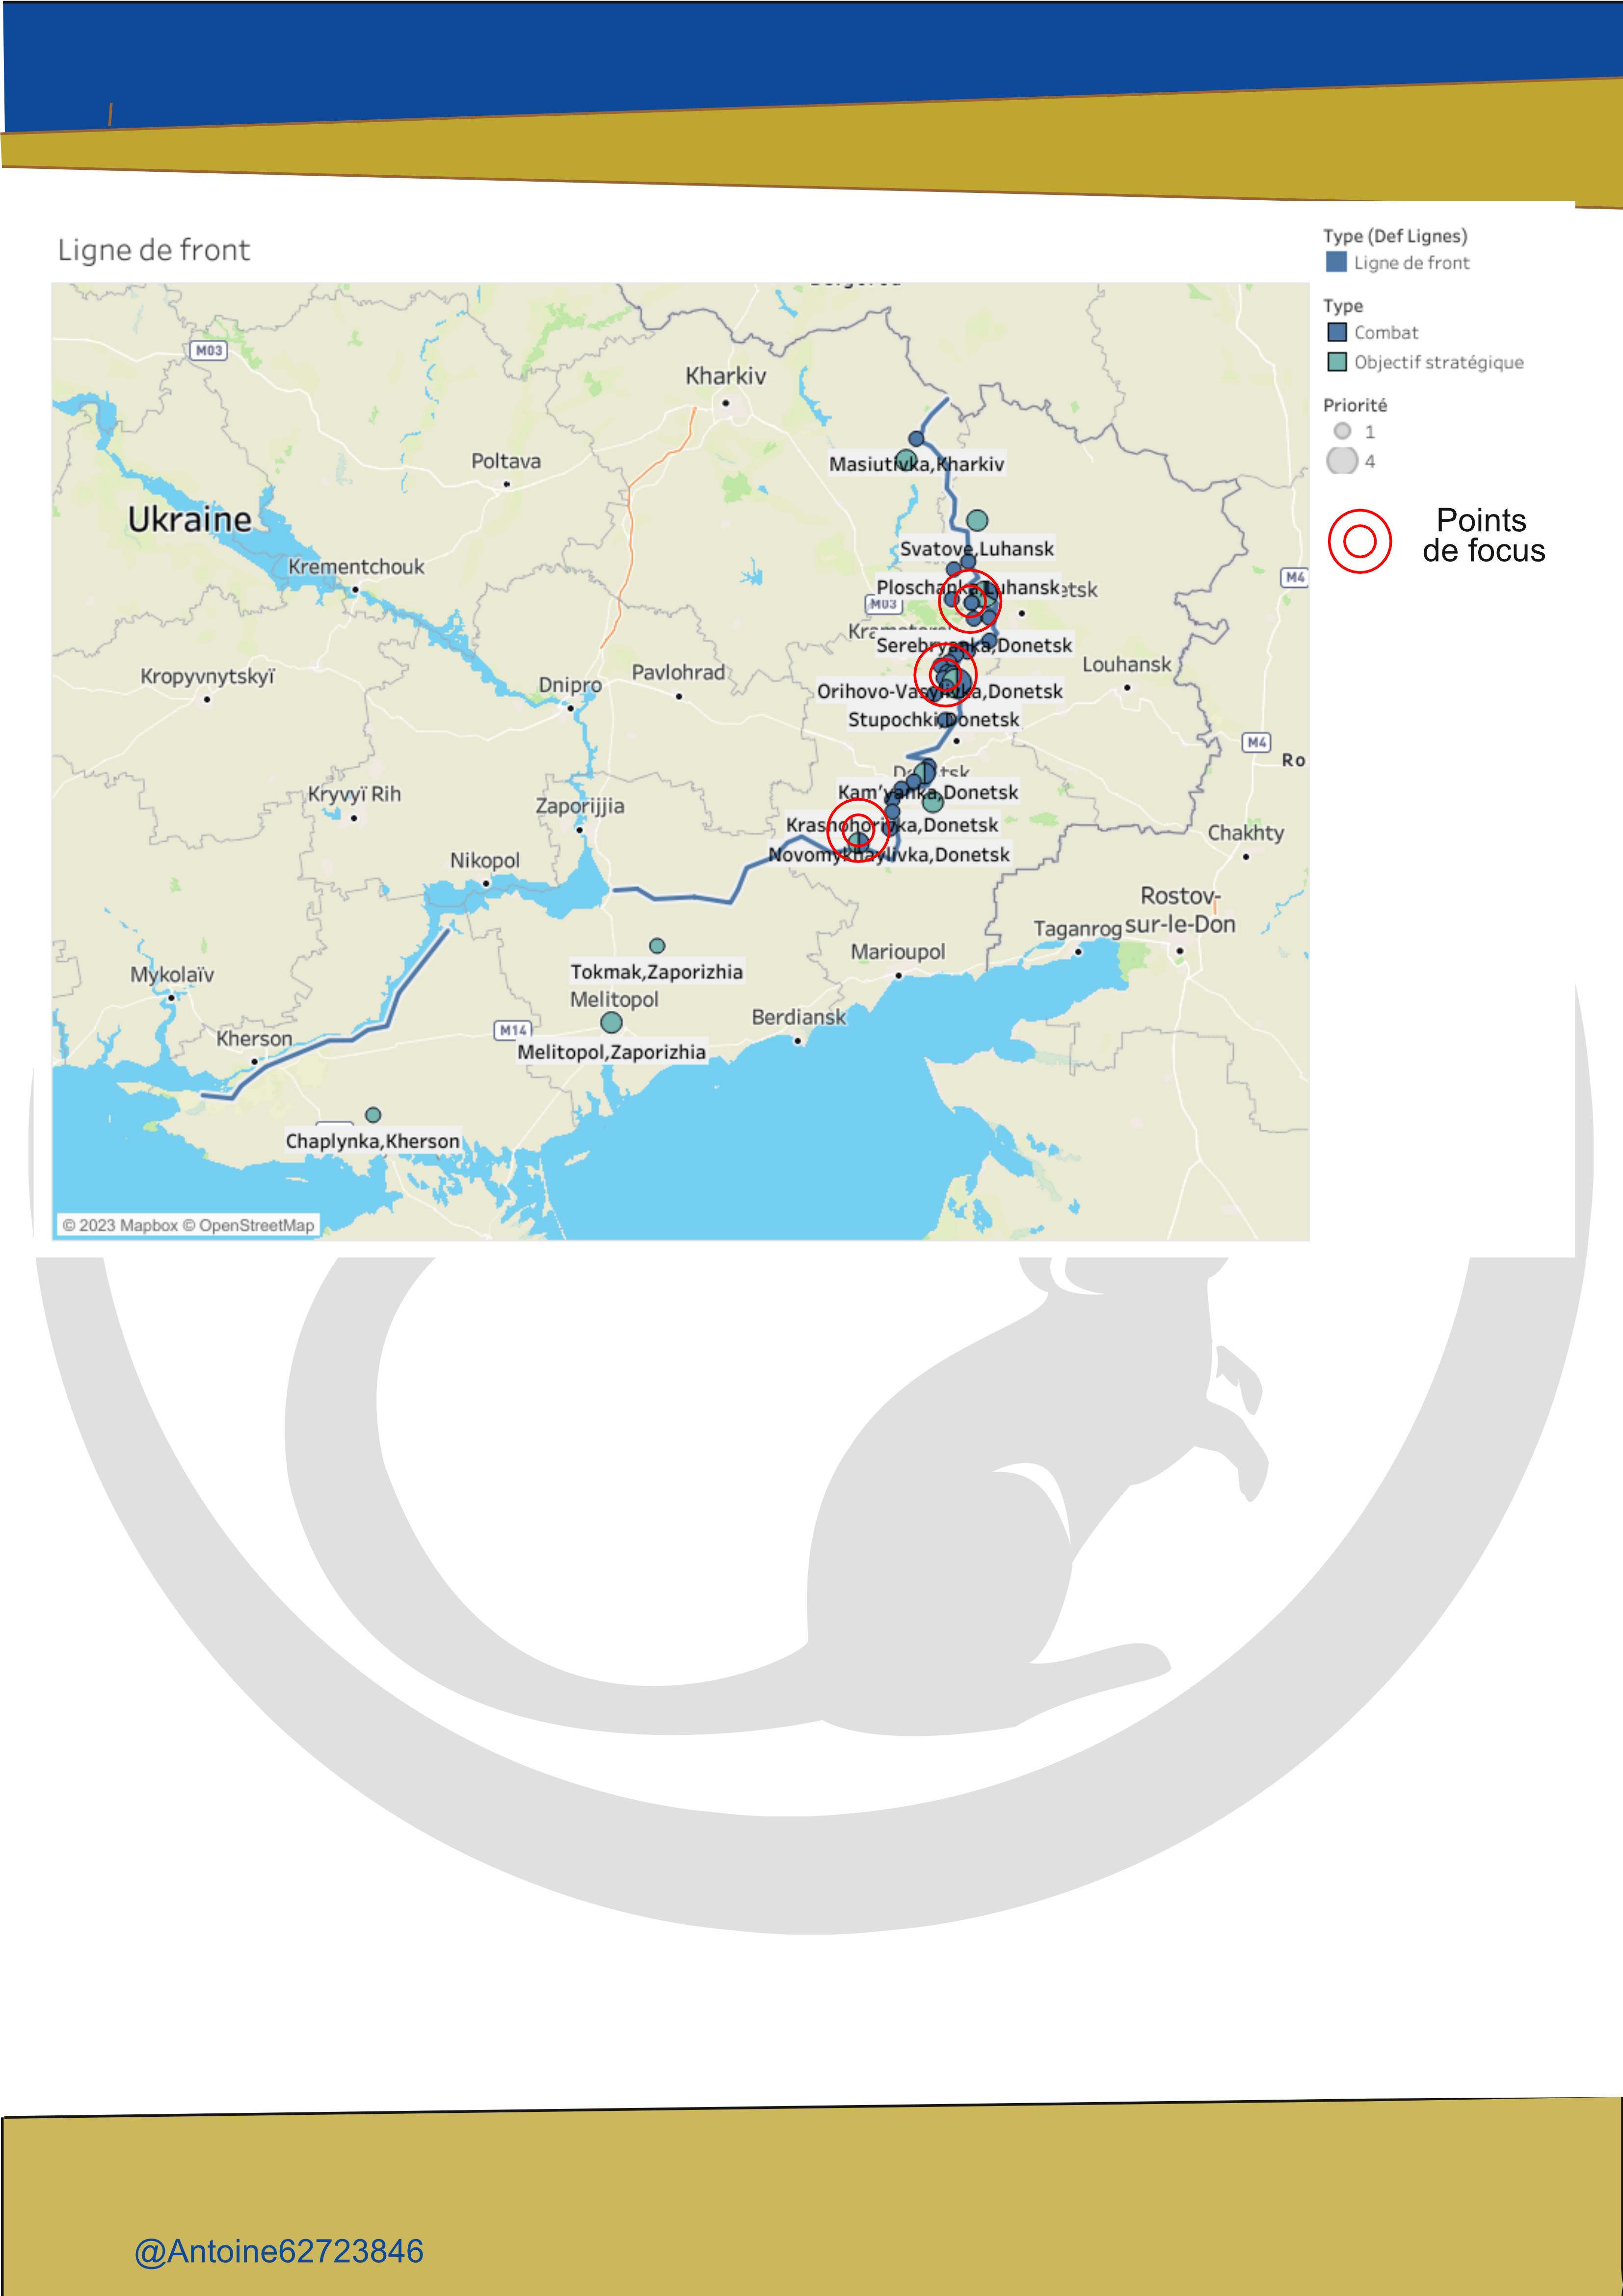 Ligne de front
Type (Def Lignes)
Ligne de front
Type
Combat
Objectif stratégique
Priorité
1
4
Points
de focus
M03
Kharkiv
Poltava
Masiutivka,Kharkiv
Ukraine
Svatove,Luhansk
Krementchouk
M4
Ploschanka,Luhansk
etsk
M03
Serebryanka,Donetsk
Louhansk
Kropyvnytskyï
Pavlohrad
Dnipro
Orihovo-Vasylivka,Donetsk
Stupochki,Donetsk
M4
Ro
Kryvyï Rih
Zaporijjia
Kam'yanka,Donetsk
Krasnohorivka,Donetsk
Chakhty
Novomykhaylivka,Donetsk
Nikopol
Rostov-
sur-le-Don
Taganrog
Marioupol
Tokmak,Zaporizhia
Mykolaïv
Melitopol
Berdiansk
M14
Kherson
Melitopol,Zaporizhia
Chaplynka,Kherson
© 2023 Mapbox © OpenStreetMap
@Antoine62723846